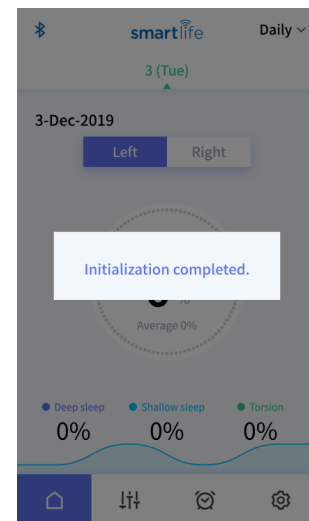 smartlife
Daily
3 (Tue)
3-Dec-2019
Left
Right
Initialization completed.
%
Average 0%
Deep sleep
Shallow sleep
Torsion
0%
0%
0%